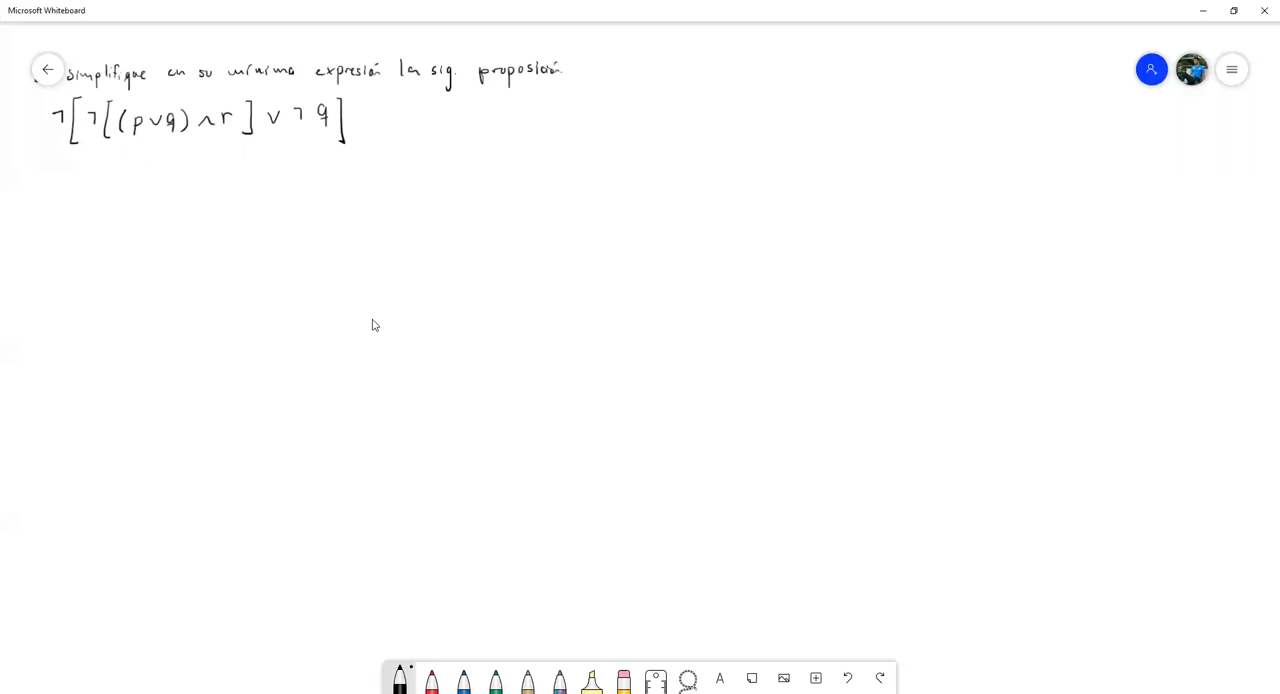 Microsoft Whiteboard
simplifique en su mínima expresión la sig. proposición.
¬[¬[(p∨q)∧r]∨¬q]
A